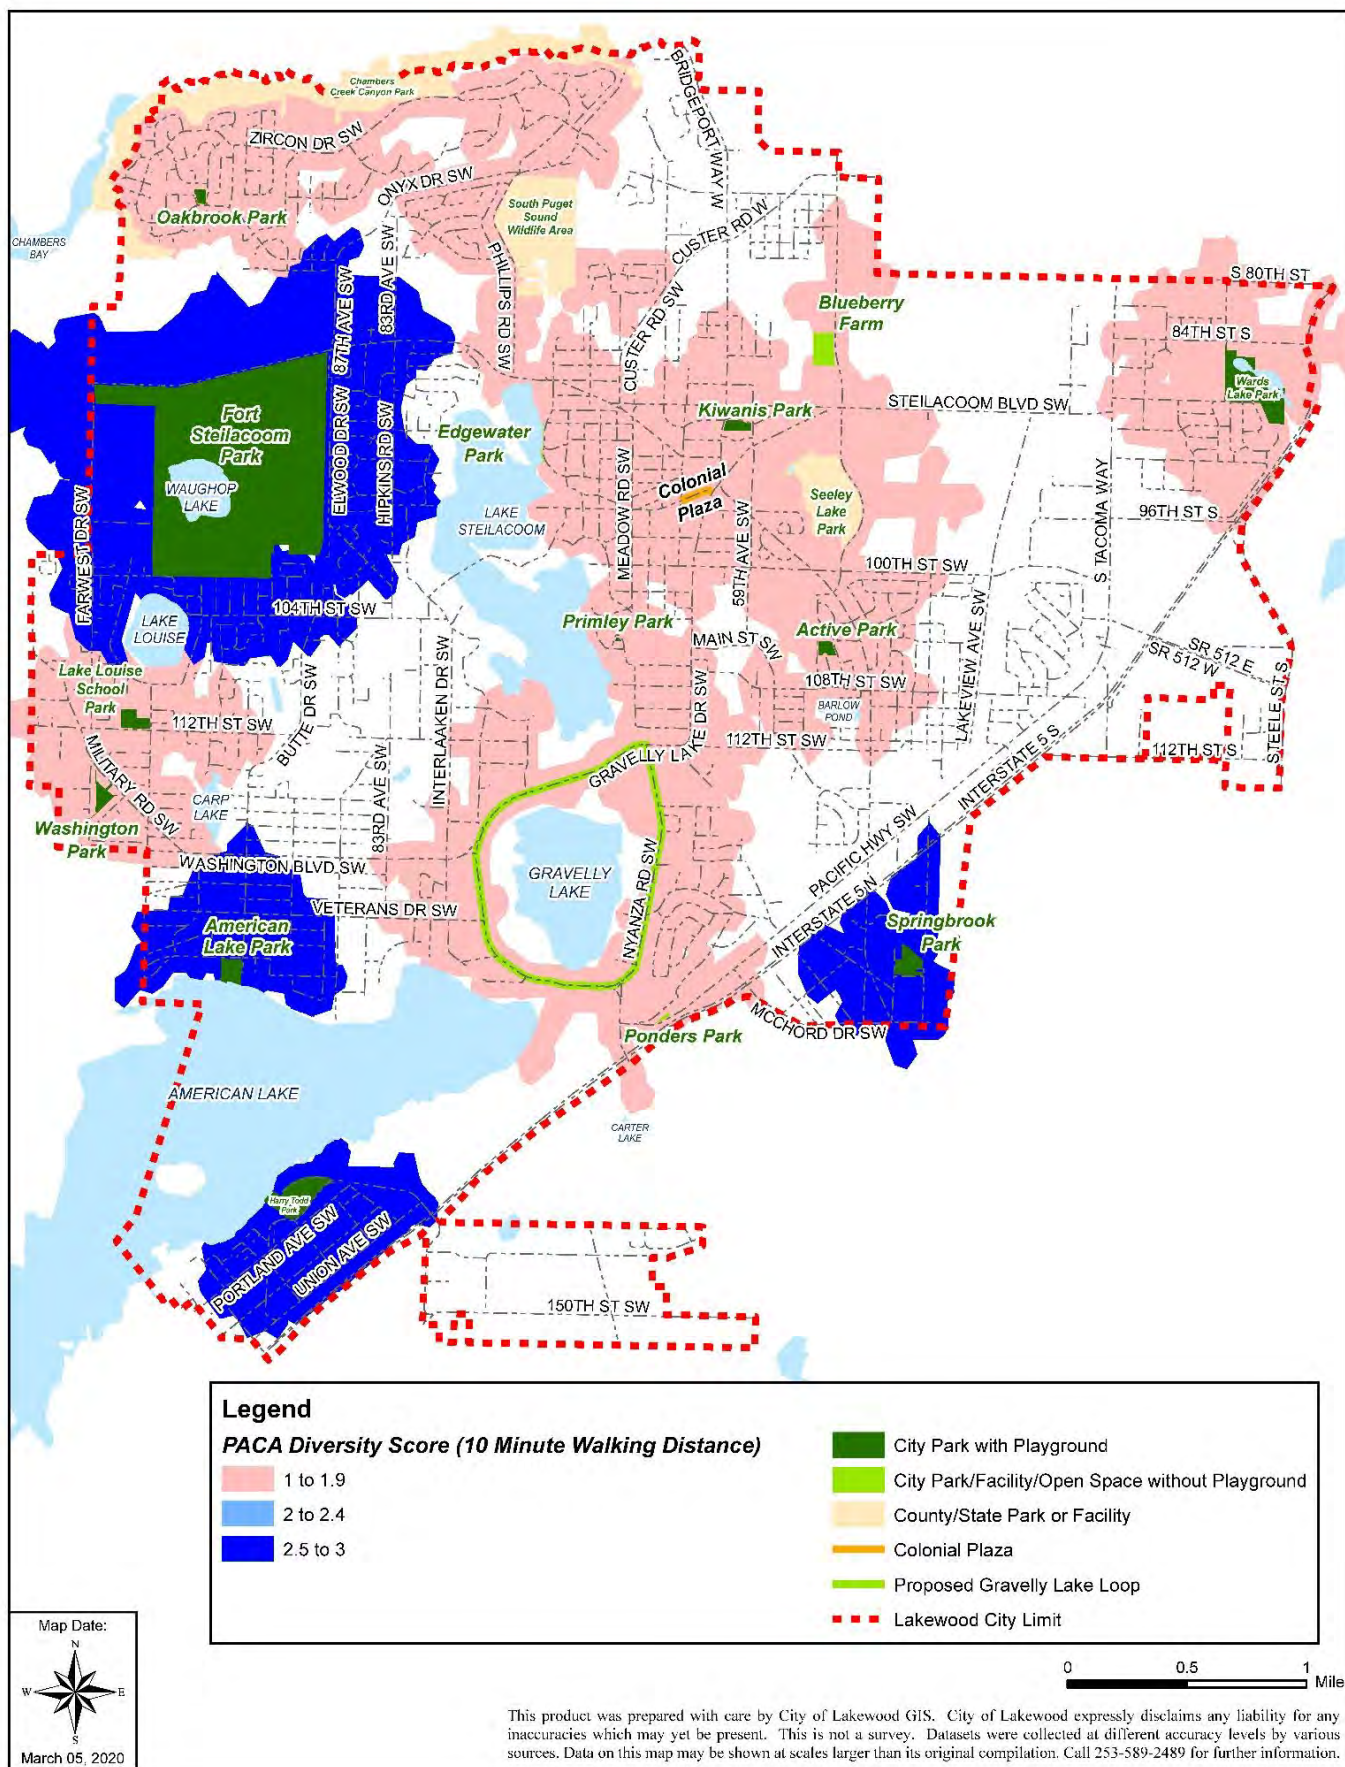 Chambers
Creek Canyon Park
BRIDGEPORT WAY W
ZIRCON DR SW
ONYX DR SW
Oakbrook Park
South Puget
Sound
Wildlife Area
CHAMBERS
BAY
83RD AVE SW
87TH AVE SW
PHILLIPS RD SW
CUSTER RD W
CUSTER RD SW
S 80TH ST
Blueberry
Farm
84TH ST S
Wards
Lake Park
Fort
Steilacoom
Park
ELWOOD DR SW
HIPKINS RD SW
Edgewater
Park
Kiwanis Park
STEILACOOM BLVD SW
WAUGHOP
LAKE
LAKE
STEILACOOM
MEADOW RD SW
Colonial
Plaza
59TH AVE SW
Seeley
Lake
Park
S TACOMA WAY
96TH ST S
FARWEST DR SW
100TH ST SW
104TH ST SW
LAKE
LOUISE
Primley Park
MAIN ST SW
Active Park
LAKEVIEW AVE SW
SR 512 E
SR 512 W
Lake Louise
School
Park
108TH ST SW
BARLOW
POND
STEELE ST S
112TH ST SW
BUTTE DR SW
INTERLAAKEN DR SW
GRAVELLY LAKE DR SW
112TH ST SW
112TH ST S
MILITARY RD SW
CARP
LAKE
83RD AVE SW
INTERSTATE 5 S
Washington
Park
WASHINGTON BLVD SW
GRAVELLY
LAKE
NYANZA RD SW
PACIFIC HWY SW
INTERSTATE 5 N
VETERANS DR SW
American
Lake Park
Springbrook
Park
Ponders Park
MCCHORD DR SW
AMERICAN LAKE
CARTER
LAKE
Harry Todd
Park
PORTLAND AVE SW
UNION AVE SW
150TH ST SW
Legend
PACA Diversity Score (10 Minute Walking Distance)
1 to 1.9
2 to 2.4
2.5 to 3
City Park with Playground
City Park/Facility/Open Space without Playground
County/State Park or Facility
Colonial Plaza
Proposed Gravelly Lake Loop
Lakewood City Limit
Map Date:
N
W E
S
March 05, 2020
0 0.5 1
Mile
This product was prepared with care by City of Lakewood GIS. City of Lakewood expressly disclaims any liability for any
inaccuracies which may yet be present. This is not a survey. Datasets were collected at different accuracy levels by various
sources. Data on this map may be shown at scales larger than its original compilation. Call 253-589-2489 for further information.